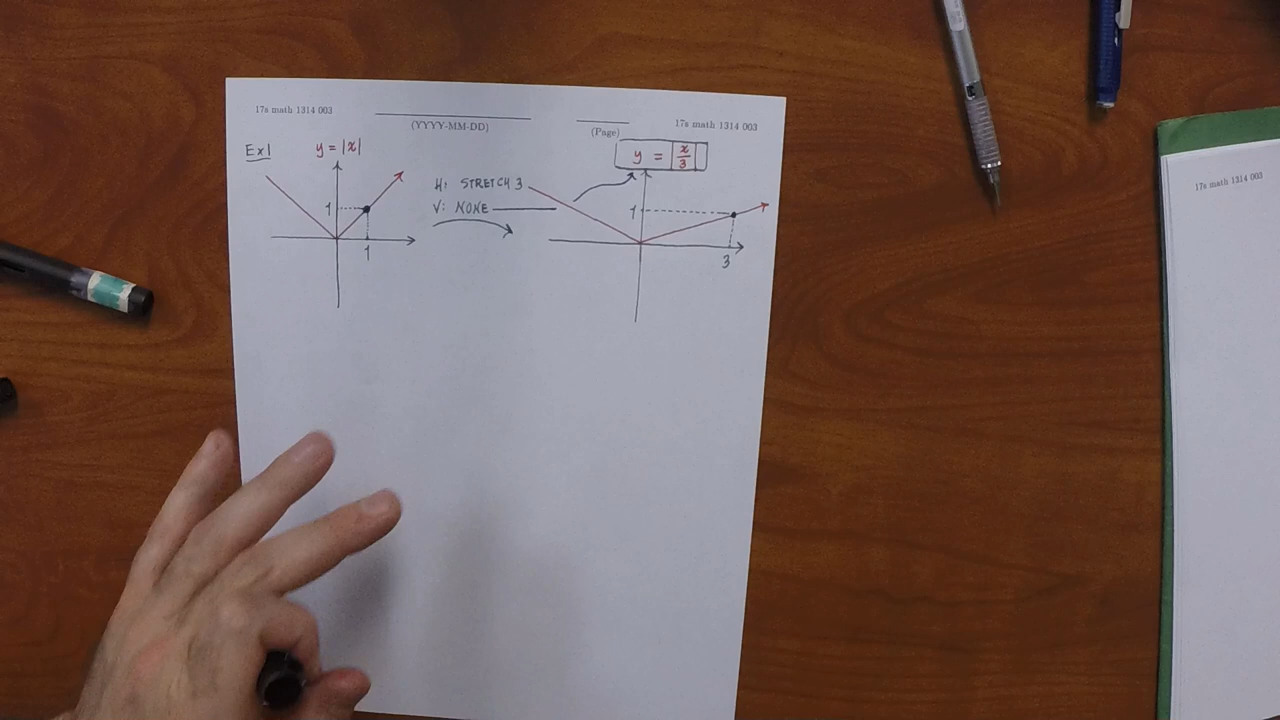 17s math 1314 003
(YYYY-MM-DD)
(Page)
17s math 1314 003
Ex1
y = |x|
1
1
H: STRETCH 3
V: NONE
y = |x/3|
1
3
17s math 1314 003